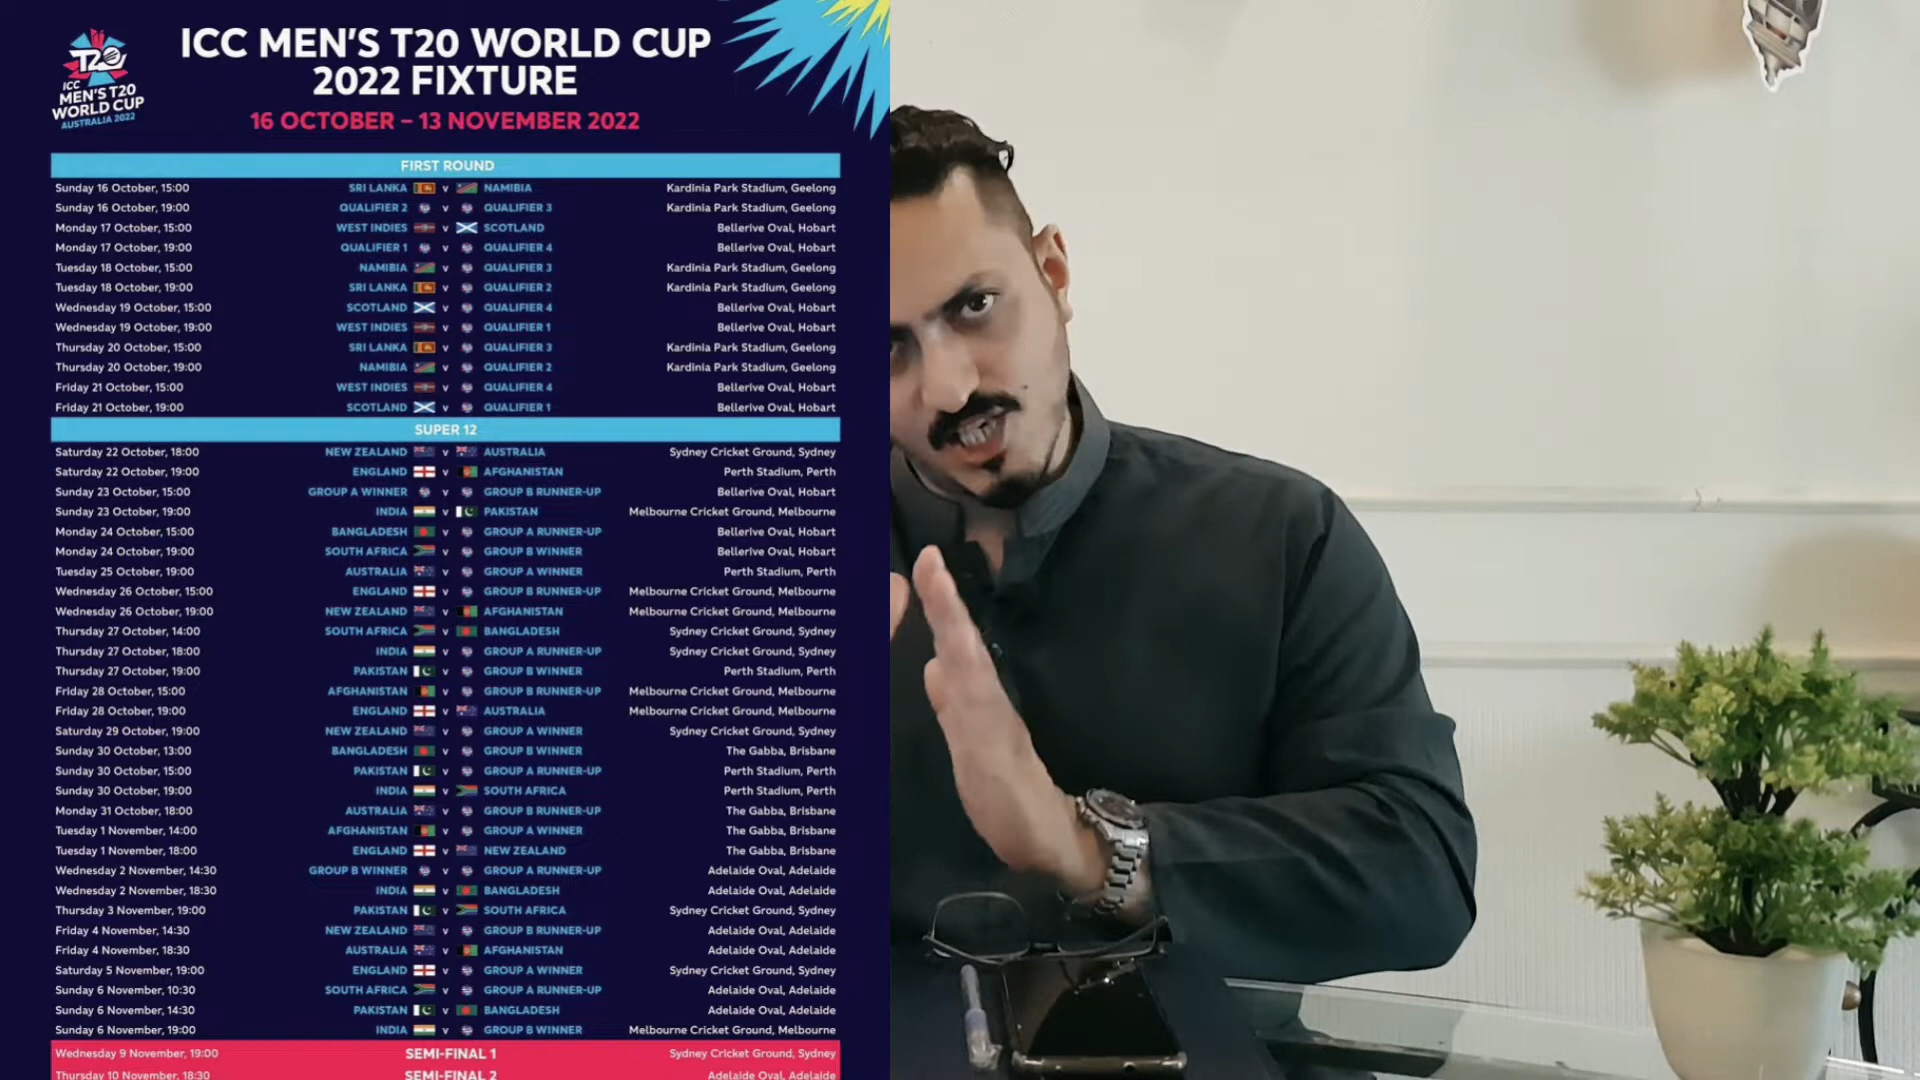 T20
ICC
MEN'S T20
WORLD CUP
AUSTRALIA 2022
ICC MEN'S T20 WORLD CUP
2022 FIXTURE
16 OCTOBER – 13 NOVEMBER 2022
FIRST ROUND
Sunday 16 October, 15:00 SRI LANKA v NAMIBIA Kardinia Park Stadium, Geelong
Sunday 16 October, 19:00 QUALIFIER 2 v QUALIFIER 3 Kardinia Park Stadium, Geelong
Monday 17 October, 15:00 WEST INDIES v SCOTLAND Bellerive Oval, Hobart
Monday 17 October, 19:00 QUALIFIER 1 v QUALIFIER 4 Bellerive Oval, Hobart
Tuesday 18 October, 15:00 NAMIBIA v QUALIFIER 3 Kardinia Park Stadium, Geelong
Tuesday 18 October, 19:00 SRI LANKA v QUALIFIER 2 Kardinia Park Stadium, Geelong
Wednesday 19 October, 15:00 SCOTLAND v QUALIFIER 4 Bellerive Oval, Hobart
Wednesday 19 October, 19:00 WEST INDIES v QUALIFIER 1 Bellerive Oval, Hobart
Thursday 20 October, 15:00 SRI LANKA v QUALIFIER 3 Kardinia Park Stadium, Geelong
Thursday 20 October, 19:00 NAMIBIA v QUALIFIER 2 Kardinia Park Stadium, Geelong
Friday 21 October, 15:00 WEST INDIES v QUALIFIER 4 Bellerive Oval, Hobart
Friday 21 October, 19:00 SCOTLAND v QUALIFIER 1 Bellerive Oval, Hobart
SUPER 12
Saturday 22 October, 18:00 NEW ZEALAND v AUSTRALIA Sydney Cricket Ground, Sydney
Saturday 22 October, 19:00 ENGLAND v AFGHANISTAN Perth Stadium, Perth
Sunday 23 October, 15:00 GROUP A WINNER v GROUP B RUNNER-UP Bellerive Oval, Hobart
Sunday 23 October, 19:00 INDIA v PAKISTAN Melbourne Cricket Ground, Melbourne
Monday 24 October, 15:00 BANGLADESH v GROUP A RUNNER-UP Bellerive Oval, Hobart
Monday 24 October, 19:00 SOUTH AFRICA v GROUP B WINNER Bellerive Oval, Hobart
Tuesday 25 October, 19:00 AUSTRALIA v GROUP A WINNER Perth Stadium, Perth
Wednesday 26 October, 15:00 ENGLAND v GROUP B RUNNER-UP Melbourne Cricket Ground, Melbourne
Wednesday 26 October, 19:00 NEW ZEALAND v AFGHANISTAN Melbourne Cricket Ground, Melbourne
Thursday 27 October, 14:00 SOUTH AFRICA v BANGLADESH Sydney Cricket Ground, Sydney
Thursday 27 October, 18:00 INDIA v GROUP A RUNNER-UP Sydney Cricket Ground, Sydney
Thursday 27 October, 19:00 PAKISTAN v GROUP B WINNER Perth Stadium, Perth
Friday 28 October, 15:00 AFGHANISTAN v GROUP B RUNNER-UP Melbourne Cricket Ground, Melbourne
Friday 28 October, 19:00 ENGLAND v AUSTRALIA Melbourne Cricket Ground, Melbourne
Saturday 29 October, 19:00 NEW ZEALAND v GROUP A WINNER Sydney Cricket Ground, Sydney
Sunday 30 October, 13:00 BANGLADESH v GROUP B WINNER The Gabba, Brisbane
Sunday 30 October, 15:00 PAKISTAN v GROUP A RUNNER-UP Perth Stadium, Perth
Sunday 30 October, 19:00 INDIA v SOUTH AFRICA Perth Stadium, Perth
Monday 31 October, 18:00 AUSTRALIA v GROUP B RUNNER-UP The Gabba, Brisbane
Tuesday 1 November, 14:00 AFGHANISTAN v GROUP A WINNER The Gabba, Brisbane
Tuesday 1 November, 18:00 ENGLAND v NEW ZEALAND The Gabba, Brisbane
Wednesday 2 November, 14:30 GROUP B WINNER v GROUP A RUNNER-UP Adelaide Oval, Adelaide
Wednesday 2 November, 18:30 INDIA v BANGLADESH Adelaide Oval, Adelaide
Thursday 3 November, 19:00 PAKISTAN v SOUTH AFRICA Sydney Cricket Ground, Sydney
Friday 4 November, 14:30 NEW ZEALAND v GROUP B RUNNER-UP Adelaide Oval, Adelaide
Friday 4 November, 18:30 AUSTRALIA v AFGHANISTAN Adelaide Oval, Adelaide
Saturday 5 November, 19:00 ENGLAND v GROUP A WINNER Sydney Cricket Ground, Sydney
Sunday 6 November, 10:30 SOUTH AFRICA v GROUP A RUNNER-UP Adelaide Oval, Adelaide
Sunday 6 November, 14:30 PAKISTAN v BANGLADESH Adelaide Oval, Adelaide
Sunday 6 November, 19:00 INDIA v GROUP B WINNER Melbourne Cricket Ground, Melbourne
Wednesday 9 November, 19:00 SEMI-FINAL 1 Sydney Cricket Ground, Sydney
Thursday 10 November, 18:30 SEMI-FINAL 2 Adelaide Oval, Adelaide